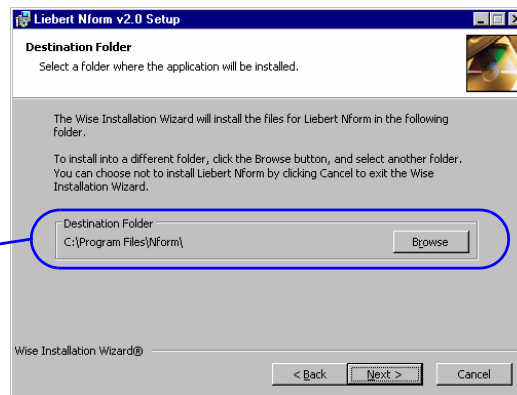 Liebert Nform v2.0 Setup
Destination Folder
Select a folder where the application will be installed.
The Wise Installation Wizard will install the files for Liebert Nform in the following
folder.
To install into a different folder, click the Browse button, and select another folder.
You can choose not to install Liebert Nform by clicking Cancel to exit the Wise
Installation Wizard.
Destination Folder
C:\Program Files\Nform\
Browse
Wise Installation Wizard®
< Back
Next >
Cancel